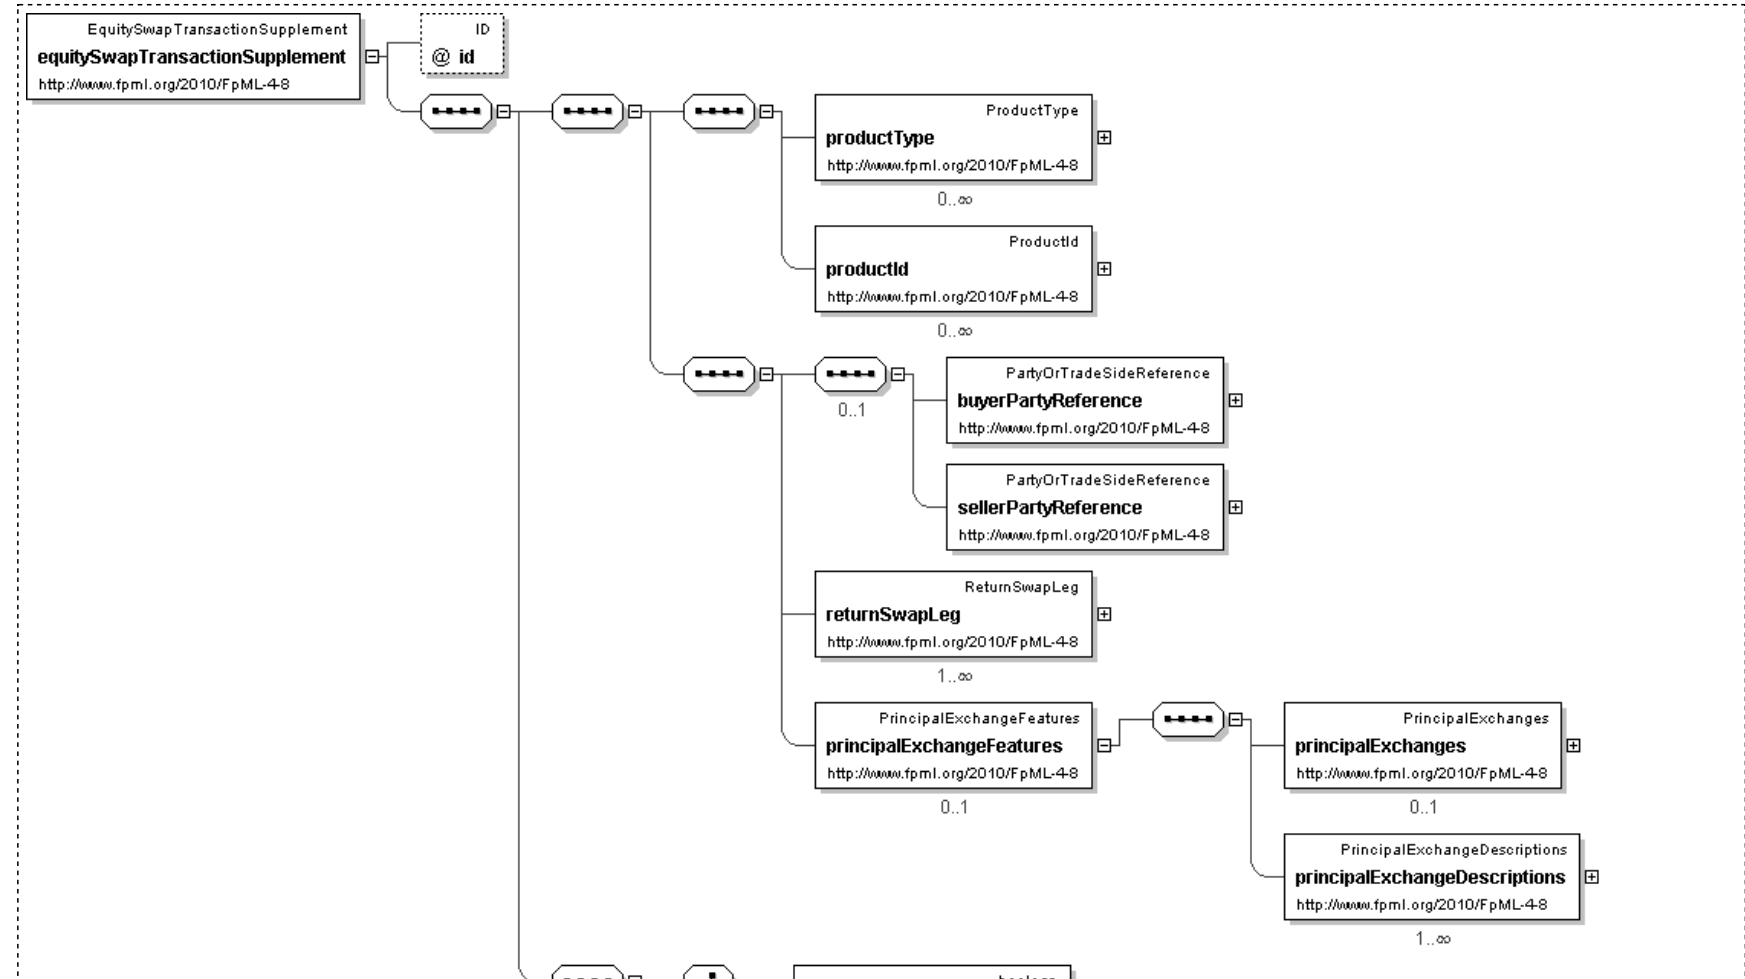 EquitySwapTransactionSupplement
equitySwapTransactionSupplement
http://www.fpml.org/2010/FpML-4-8
ID
@ id
ProductType
productType
http://www.fpml.org/2010/FpML-4-8
0..∞
ProductId
productId
http://www.fpml.org/2010/FpML-4-8
0..∞
0..1
PartyOrTradeSideReference
buyerPartyReference
http://www.fpml.org/2010/FpML-4-8
PartyOrTradeSideReference
sellerPartyReference
http://www.fpml.org/2010/FpML-4-8
ReturnSwapLeg
returnSwapLeg
http://www.fpml.org/2010/FpML-4-8
1..∞
PrincipalExchangeFeatures
principalExchangeFeatures
http://www.fpml.org/2010/FpML-4-8
0..1
PrincipalExchanges
principalExchanges
http://www.fpml.org/2010/FpML-4-8
0..1
PrincipalExchangeDescriptions
principalExchangeDescriptions
http://www.fpml.org/2010/FpML-4-8
1..∞